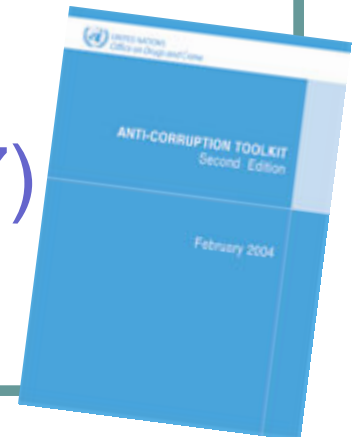 UNITED NATIONS
Office on Drugs and Crime
ANTI-CORRUPTION TOOLKIT
Second Edition
)
February 2004